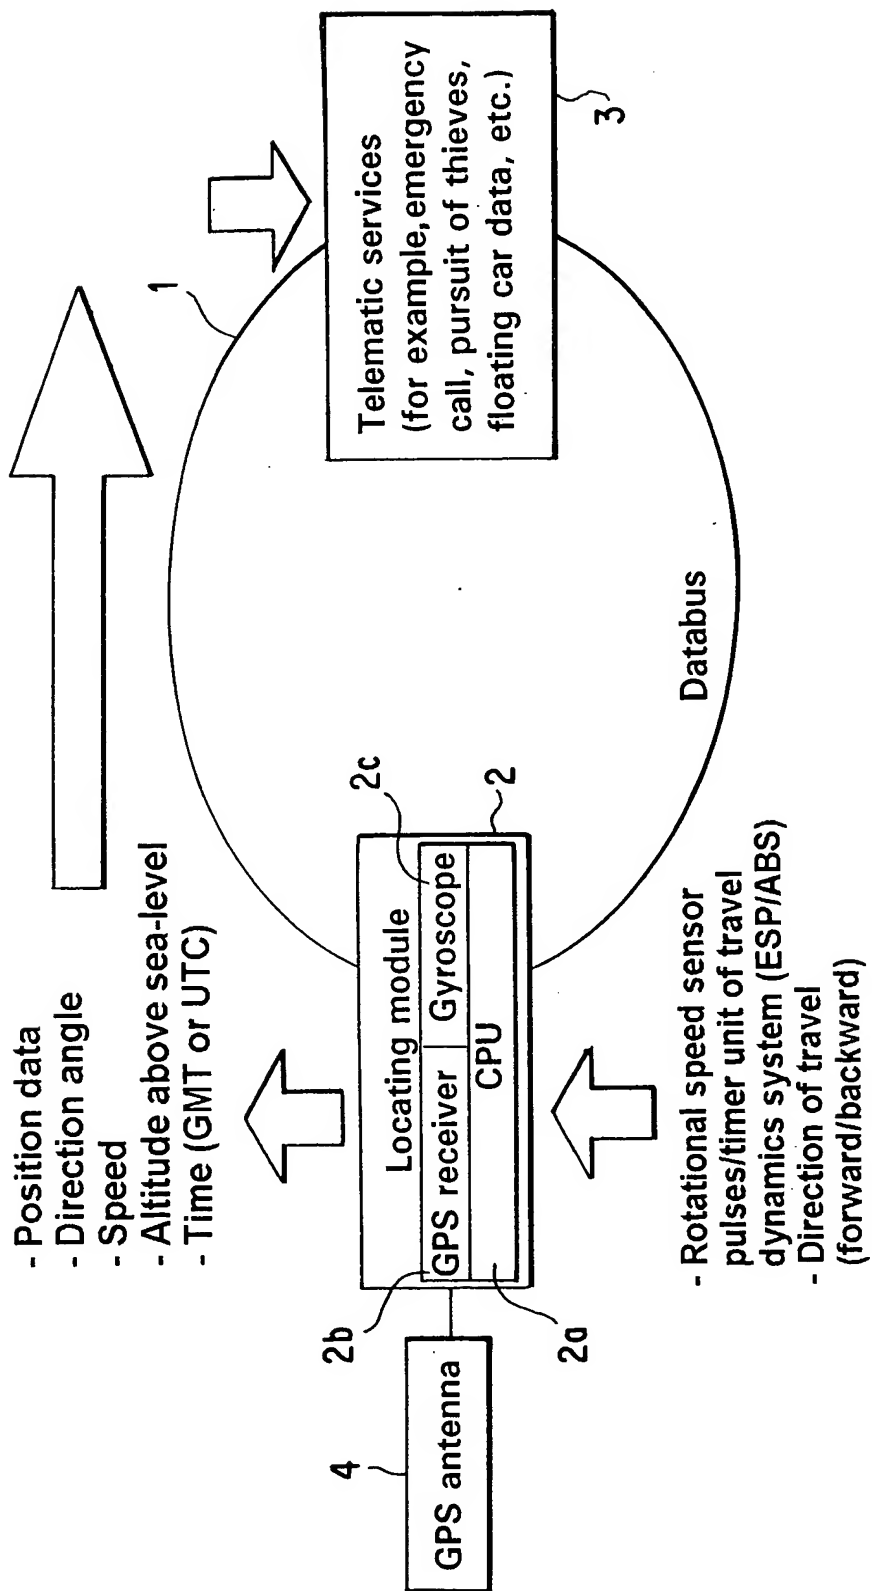 - Position data
- Direction angle
- Speed
- Altitude above sea-level
- Time (GMT or UTC)
1
Telematic services
(for example,emergency
call, pursuit of thieves,
floating car data, etc.)
3
4
GPS antenna
2b
2a
Locating module
GPS receiver
Gyroscope
CPU
2c
2
Databus
- Rotational speed sensor
pulses/timer unit of travel
dynamics system (ESP/ABS)
- Direction of travel
(forward/backward)